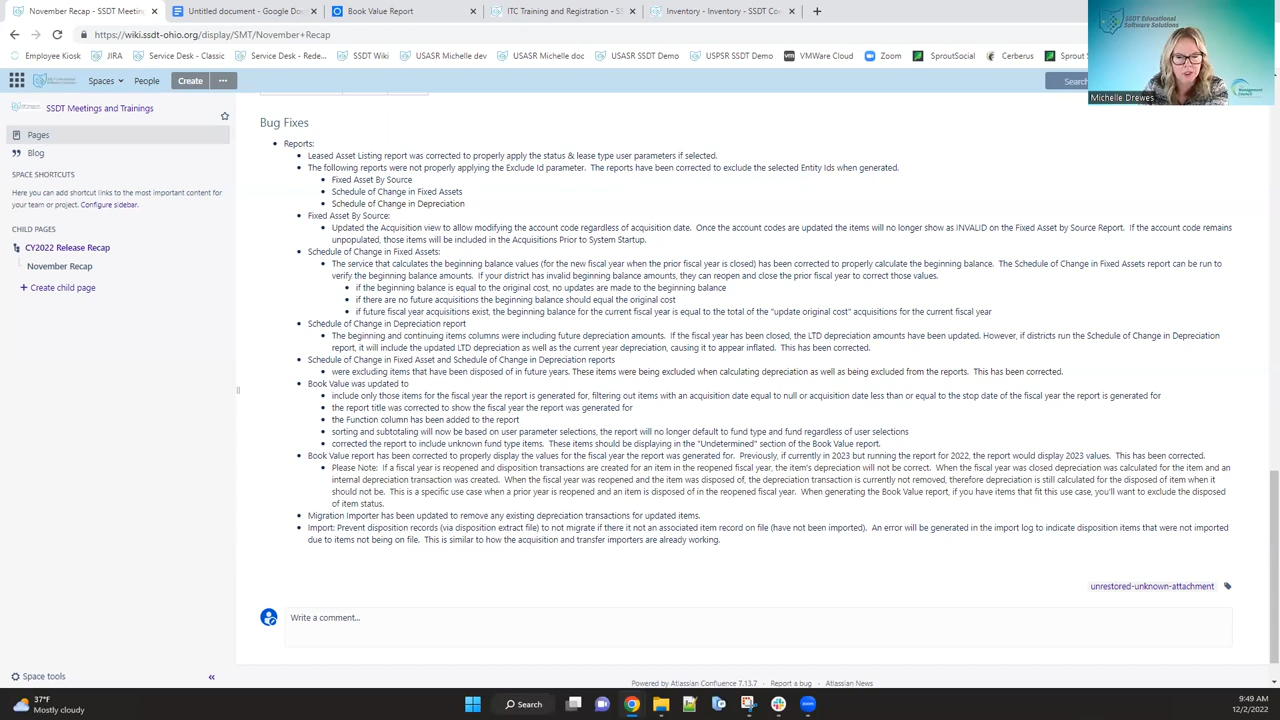 November Recap - SSDT Meetin
Untitled document - Google Doc
Book Value Report
ITC Training and Registration - SS
Inventory - Inventory - SSDT Co
https://wiki.ssdt-ohio.org/display/SMT/November+Recap
Employee Kiosk
JIRA
Service Desk - Classic
Service Desk - Rede...
SSDT Wiki
USASR Michelle dev
USASR Michelle doc
USASR SSDT Demo
USPSR SSDT Demo
VMWare Cloud
Zoom
SproutSocial
Cerberus
Sprout S
SSDT Educational
Software Solutions
Management
Council
Michelle Drewes
Spaces
People
Create
Search
SSDT Meetings and Trainings
Pages
Blog
SPACE SHORTCUTS
Here you can add shortcut links to the most important content for
your team or project. Configure sidebar.
CHILD PAGES
CY2022 Release Recap
November Recap
+ Create child page
Space tools
Bug Fixes
Reports:
Leased Asset Listing report was corrected to properly apply the status & lease type user parameters if selected.
The following reports were not properly applying the Exclude Id parameter. The reports have been corrected to exclude the selected Entity Ids when generated.
Fixed Asset By Source
Schedule of Change in Fixed Assets
Schedule of Change in Depreciation
Fixed Asset By Source:
Updated the Acquisition view to allow modifying the account code regardless of acquisition date. Once the account codes are updated the items will no longer show as INVALID on the Fixed Asset by Source Report. If the account code remains
unpopulated, those items will be included in the Acquisitions Prior to System Startup.
Schedule of Change in Fixed Assets:
The service that calculates the beginning balance values (for the new fiscal year when the prior fiscal year is closed) has been corrected to properly calculate the beginning balance. The Schedule of Change in Fixed Assets report can be run to
verify the beginning balance amounts. If your district has invalid beginning balance amounts, they can reopen and close the prior fiscal year to correct those values.
if the beginning balance is equal to the original cost, no updates are made to the beginning balance
if there are no future acquisitions the beginning balance should equal the original cost
if future fiscal year acquisitions exist, the beginning balance for the current fiscal year is equal to the total of the "update original cost" acquisitions for the current fiscal year
Schedule of Change in Depreciation report
The beginning and continuing items columns were including future depreciation amounts. If the fiscal year has been closed, the LTD depreciation amounts have been updated. However, if districts run the Schedule of Change in Depreciation
report, it will include the updated LTD depreciation as well as the current year depreciation, causing it to appear inflated. This has been corrected.
Schedule of Change in Fixed Asset and Schedule of Change in Depreciation reports
were excluding items that have been disposed of in future years. These items were being excluded when calculating depreciation as well as being excluded from the reports. This has been corrected.
Book Value was updated to
include only those items for the fiscal year the report is generated for, filtering out items with an acquisition date equal to null or acquisition date less than or equal to the stop date of the fiscal year the report is generated for
the report title was corrected to show the fiscal year the report was generated for
the Function column has been added to the report
sorting and subtotaling will now be based on user parameter selections, the report will no longer default to fund type and fund regardless of user selections
corrected the report to include unknown fund type items. These items should be displaying in the "Undetermined" section of the Book Value report.
Book Value report has been corrected to properly display the values for the fiscal year the report was generated for. Previously, if currently in 2023 but running the report for 2022, the report would display 2023 values. This has been corrected.
Please Note: If a fiscal year is reopened and disposition transactions are created for an item in the reopened fiscal year, the item's depreciation will not be correct. When the fiscal year was closed depreciation was calculated for the item and an
internal depreciation transaction was created. When the fiscal year was reopened and the item was disposed of, the depreciation transaction is currently not removed, therefore depreciation is still calculated for the disposed of item when it
should not be. This is a specific use case when a prior year is reopened and an item is disposed of in the reopened fiscal year. When generating the Book Value report, if you have items that fit this use case, you'll want to exclude the disposed
of item status.
Migration Importer has been updated to remove any existing depreciation transactions for updated items.
Import: Prevent disposition records (via disposition extract file) to not migrate if there it not an associated item record on file (have not been imported). An error will be generated in the import log to indicate disposition items that were not imported
due to items not being on file. This is similar to how the acquisition and transfer importers are already working.
unrestored-unknown-attachment
Write a comment...
Powered by Atlassian Confluence 7.13.7 · Report a bug · Atlassian News
37°F
Mostly cloudy
Search
9:49 AM
12/2/2022